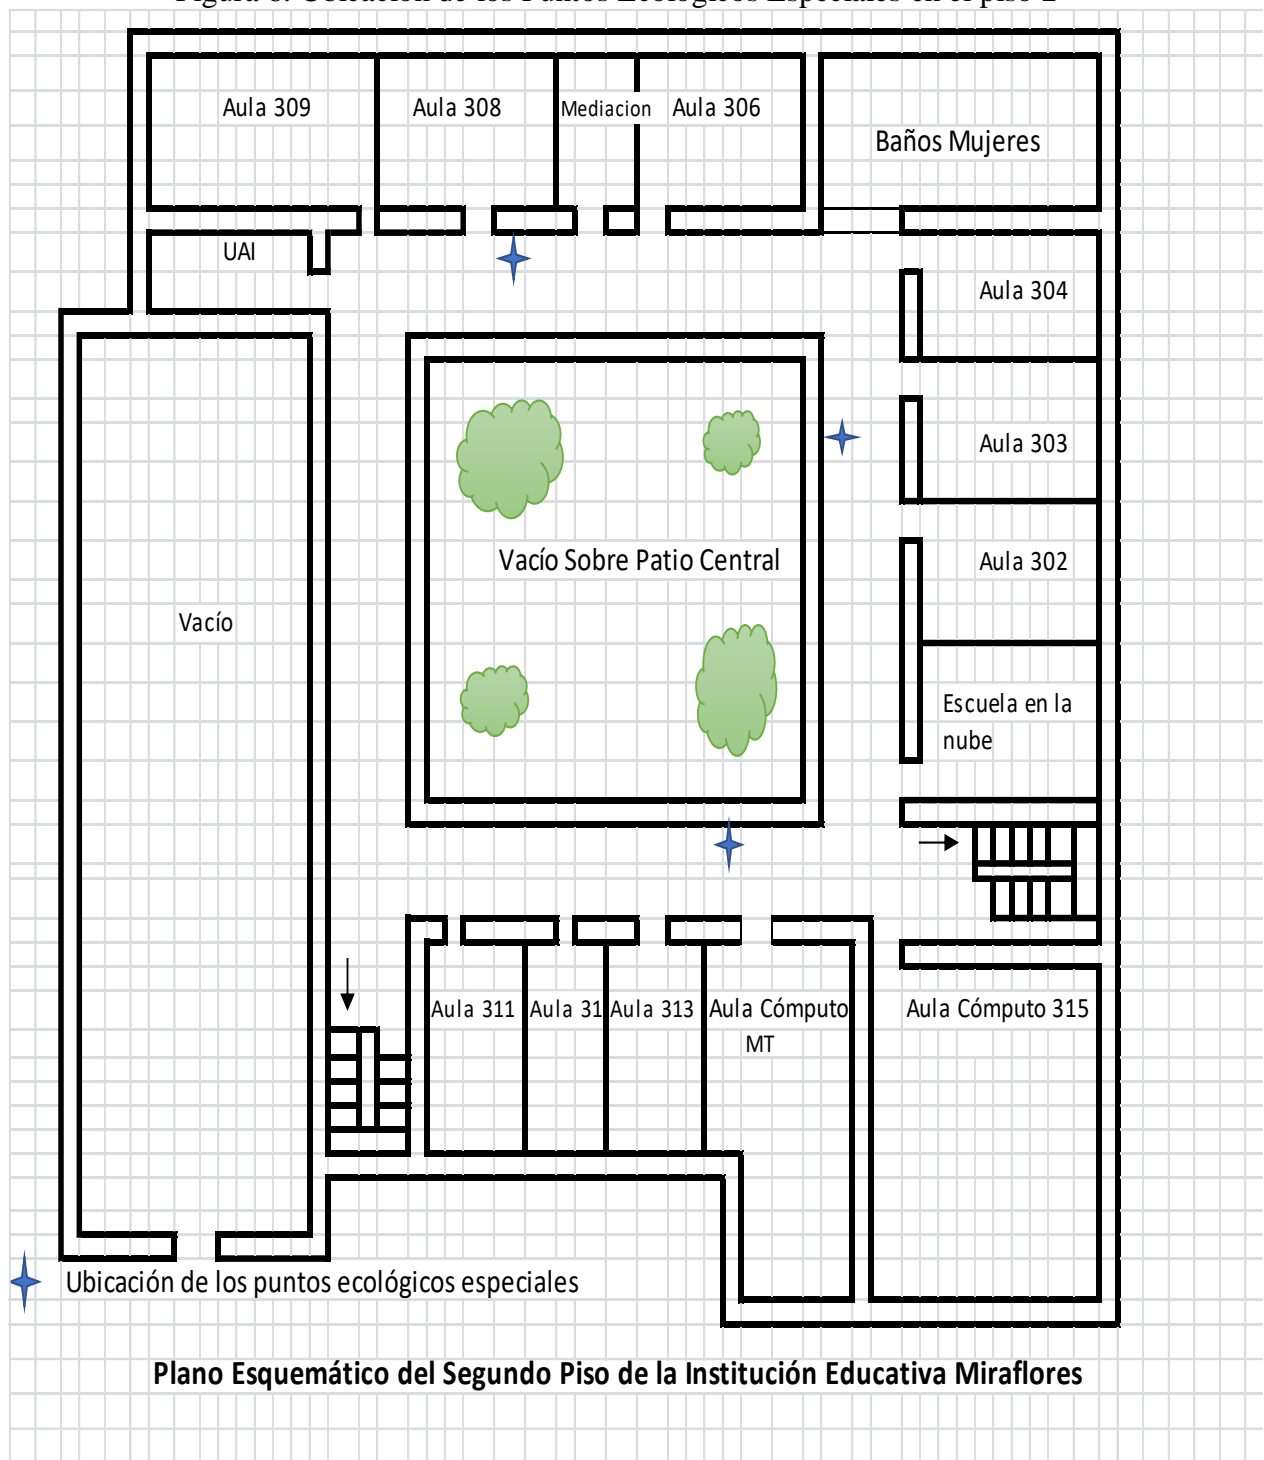 Aula 309
Aula 308
Mediacion
Aula 306
Baños Mujeres
UAI
Aula 304
Aula 303
Vacío Sobre Patio Central
Aula 302
Vacío
Escuela en la
nube
Aula 311
Aula 31
Aula 313
Aula Cómputo
MT
Aula Cómputo 315
Ubicación de los puntos ecológicos especiales
Plano Esquemático del Segundo Piso de la Institución Educativa Miraflores